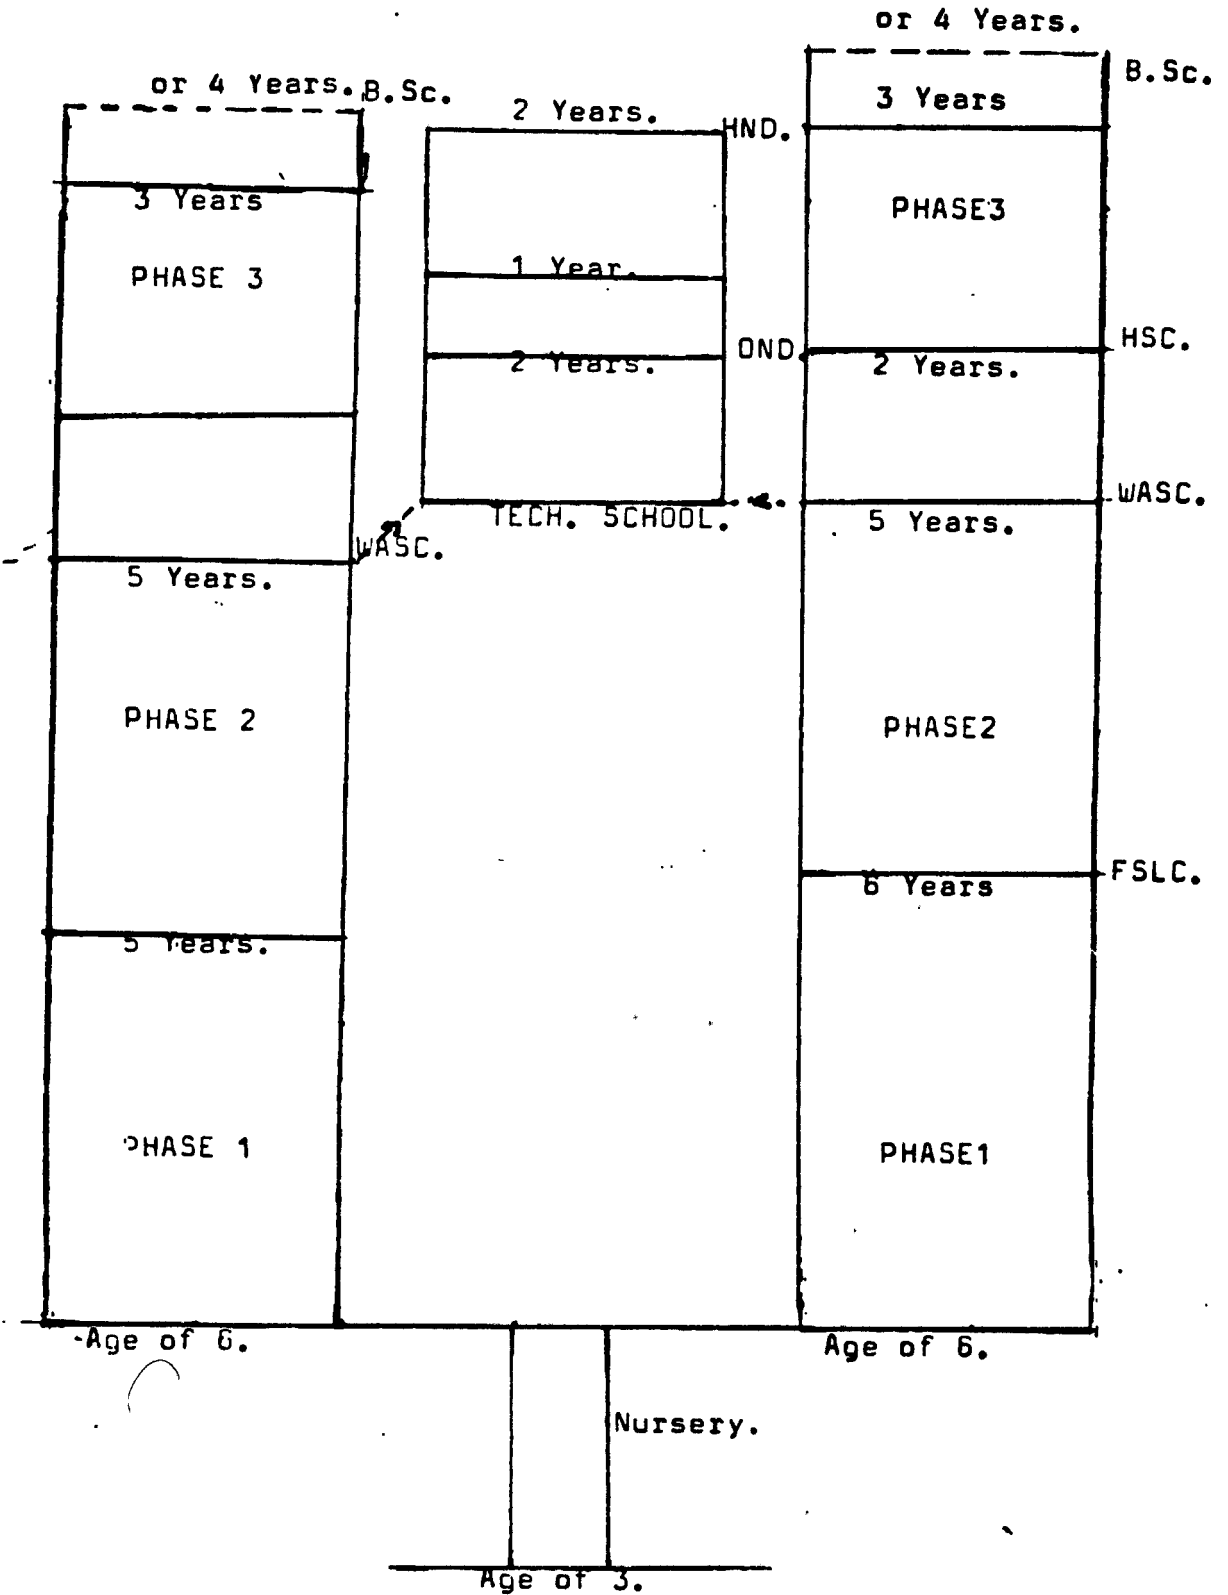 or 4 Years.
B.Sc.
3 Years
PHASE 3
WASC.
5 Years.
PHASE 2
5 Years.
PHASE 1
-Age of 6.
2 Years.
HND.
1 Year.
OND.
2 Years.
TECH. SCHOOL.
or 4 Years.
B.Sc.
3 Years
PHASE3
HSC.
2 Years.
WASC.
5 Years.
PHASE2
FSLC.
6 Years
PHASE1
Age of 6.
Nursery.
Age of 3.